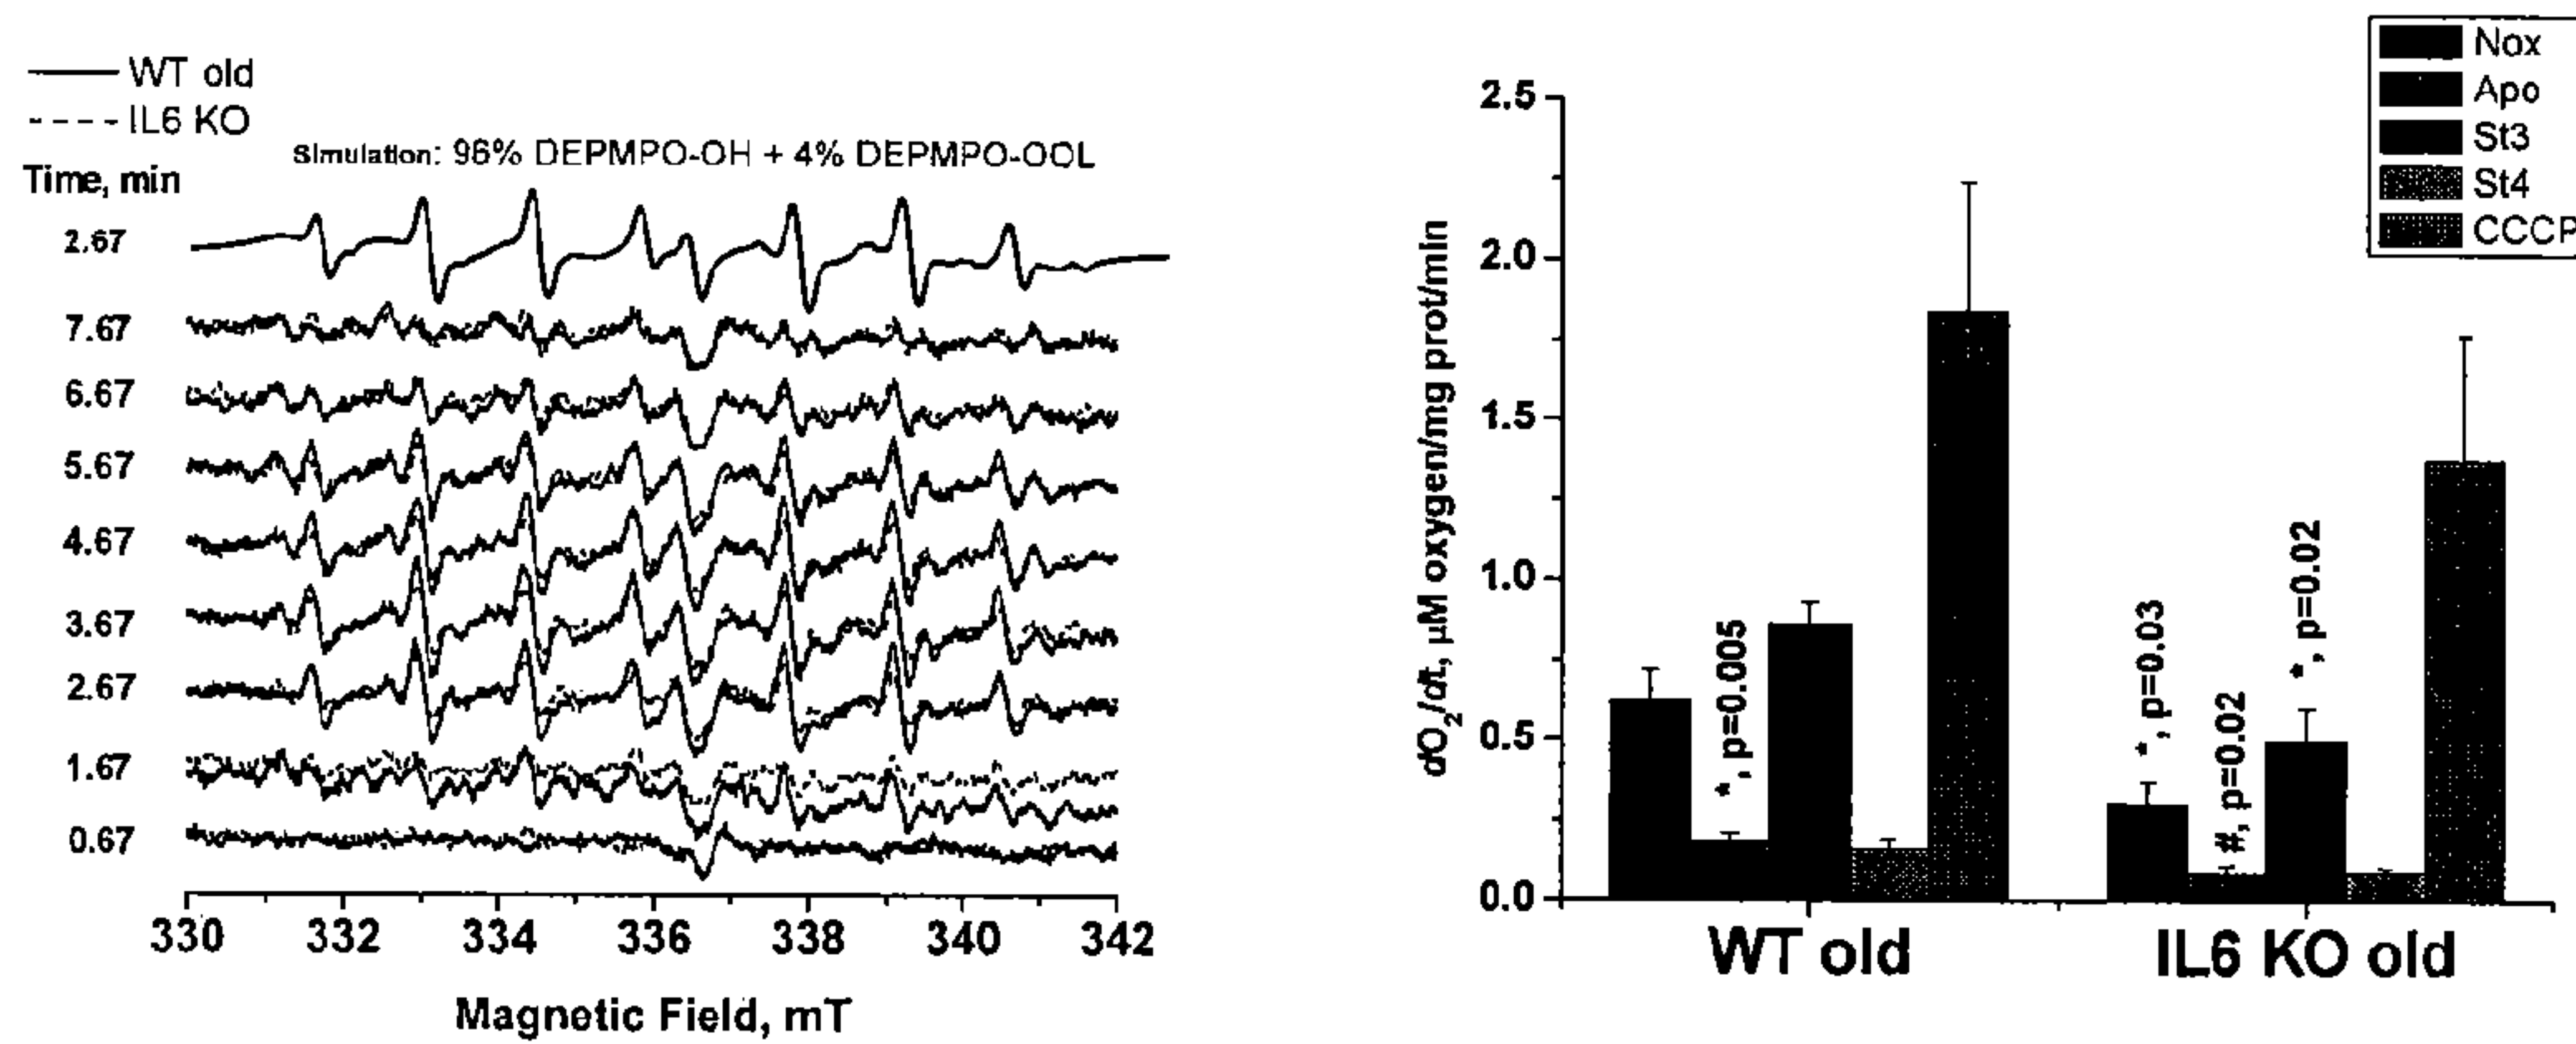 WT old
IL6 KO
Simulation: 96% DEPMPO-OH + 4% DEPMPO-OOL
Time, min
2.67
7.67
6.67
5.67
4.67
3.67
2.67
1.67
0.67
330 332 334 336 338 340 342
Magnetic Field, mT
Nox
Apo
St3
St4
CCCP
dO2/dt, µM oxygen/mg prot/min
2.5
2.0
1.5
1.0
0.5
0.0
*, p=0.005
*, p=0.03
#, p=0.02
*, p=0.02
WT old
IL6 KO old